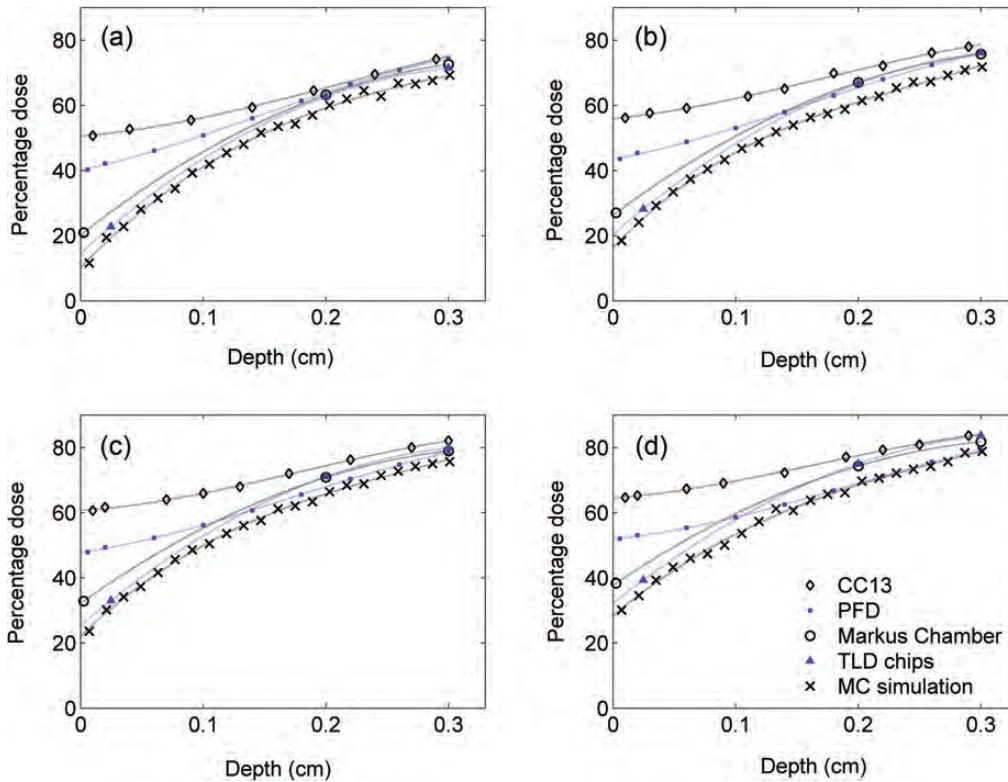 (a)
80
60
40
20
0
Percentage dose
0 0.1 0.2 0.3
Depth (cm)
(b)
80
60
40
20
0
Percentage dose
0 0.1 0.2 0.3
Depth (cm)
(c)
80
60
40
20
0
Percentage dose
0 0.1 0.2 0.3
Depth (cm)
(d)
80
60
40
20
0
Percentage dose
CC13
PFD
Markus Chamber
TLD chips
MC simulation
0 0.1 0.2 0.3
Depth (cm)